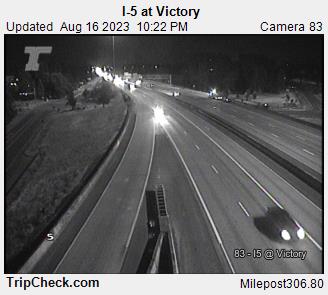 I-5 at Victory
Updated Aug 16 2023 10:22 PM Camera 83
T
S
83 - I5 @ Victory
TripCheck.com Milepost306.80